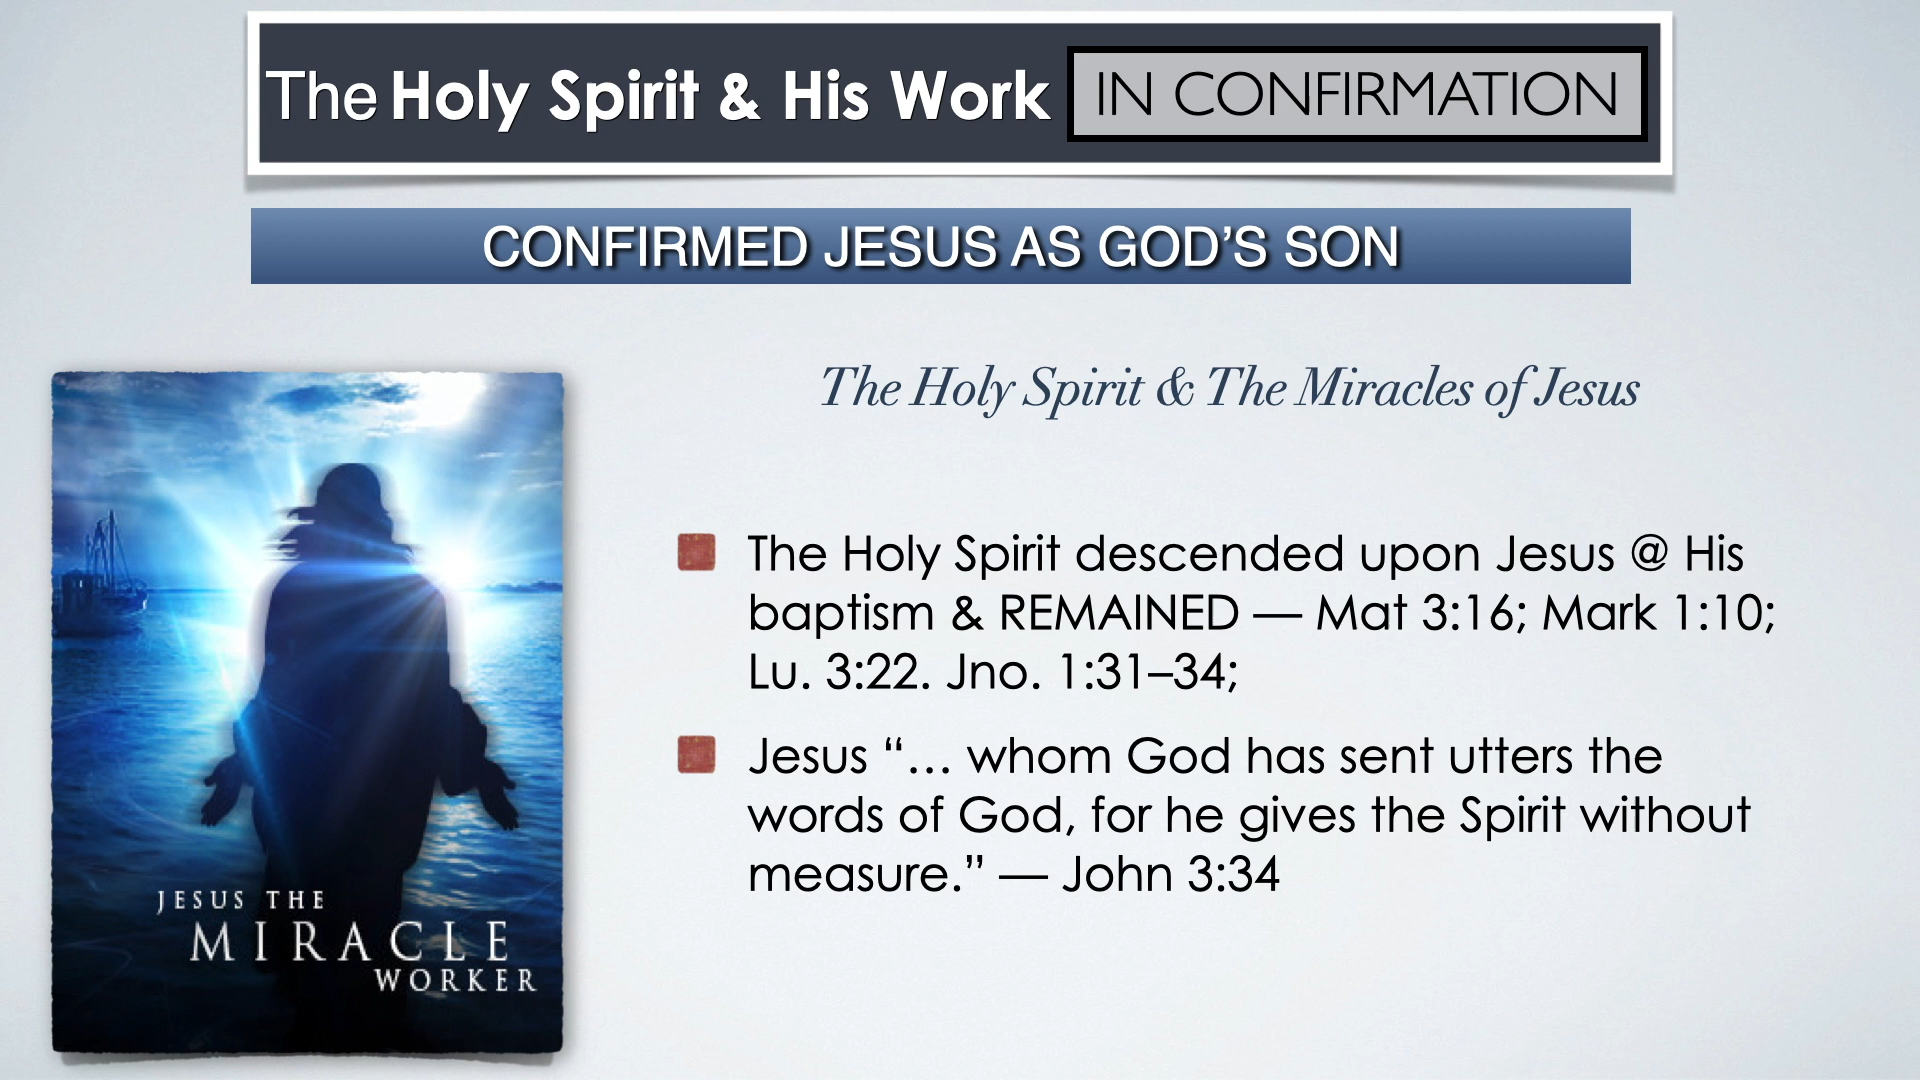 The Holy Spirit & His Work IN CONFIRMATION
CONFIRMED JESUS AS GOD’S SON
The Holy Spirit & The Miracles of Jesus
The Holy Spirit descended upon Jesus @ His
baptism & REMAINED — Mat 3:16; Mark 1:10;
Lu. 3:22. Jno. 1:31–34;
Jesus “… whom God has sent utters the
words of God, for he gives the Spirit without
measure.” — John 3:34
JESUS THE
MIRACLE
WORKER